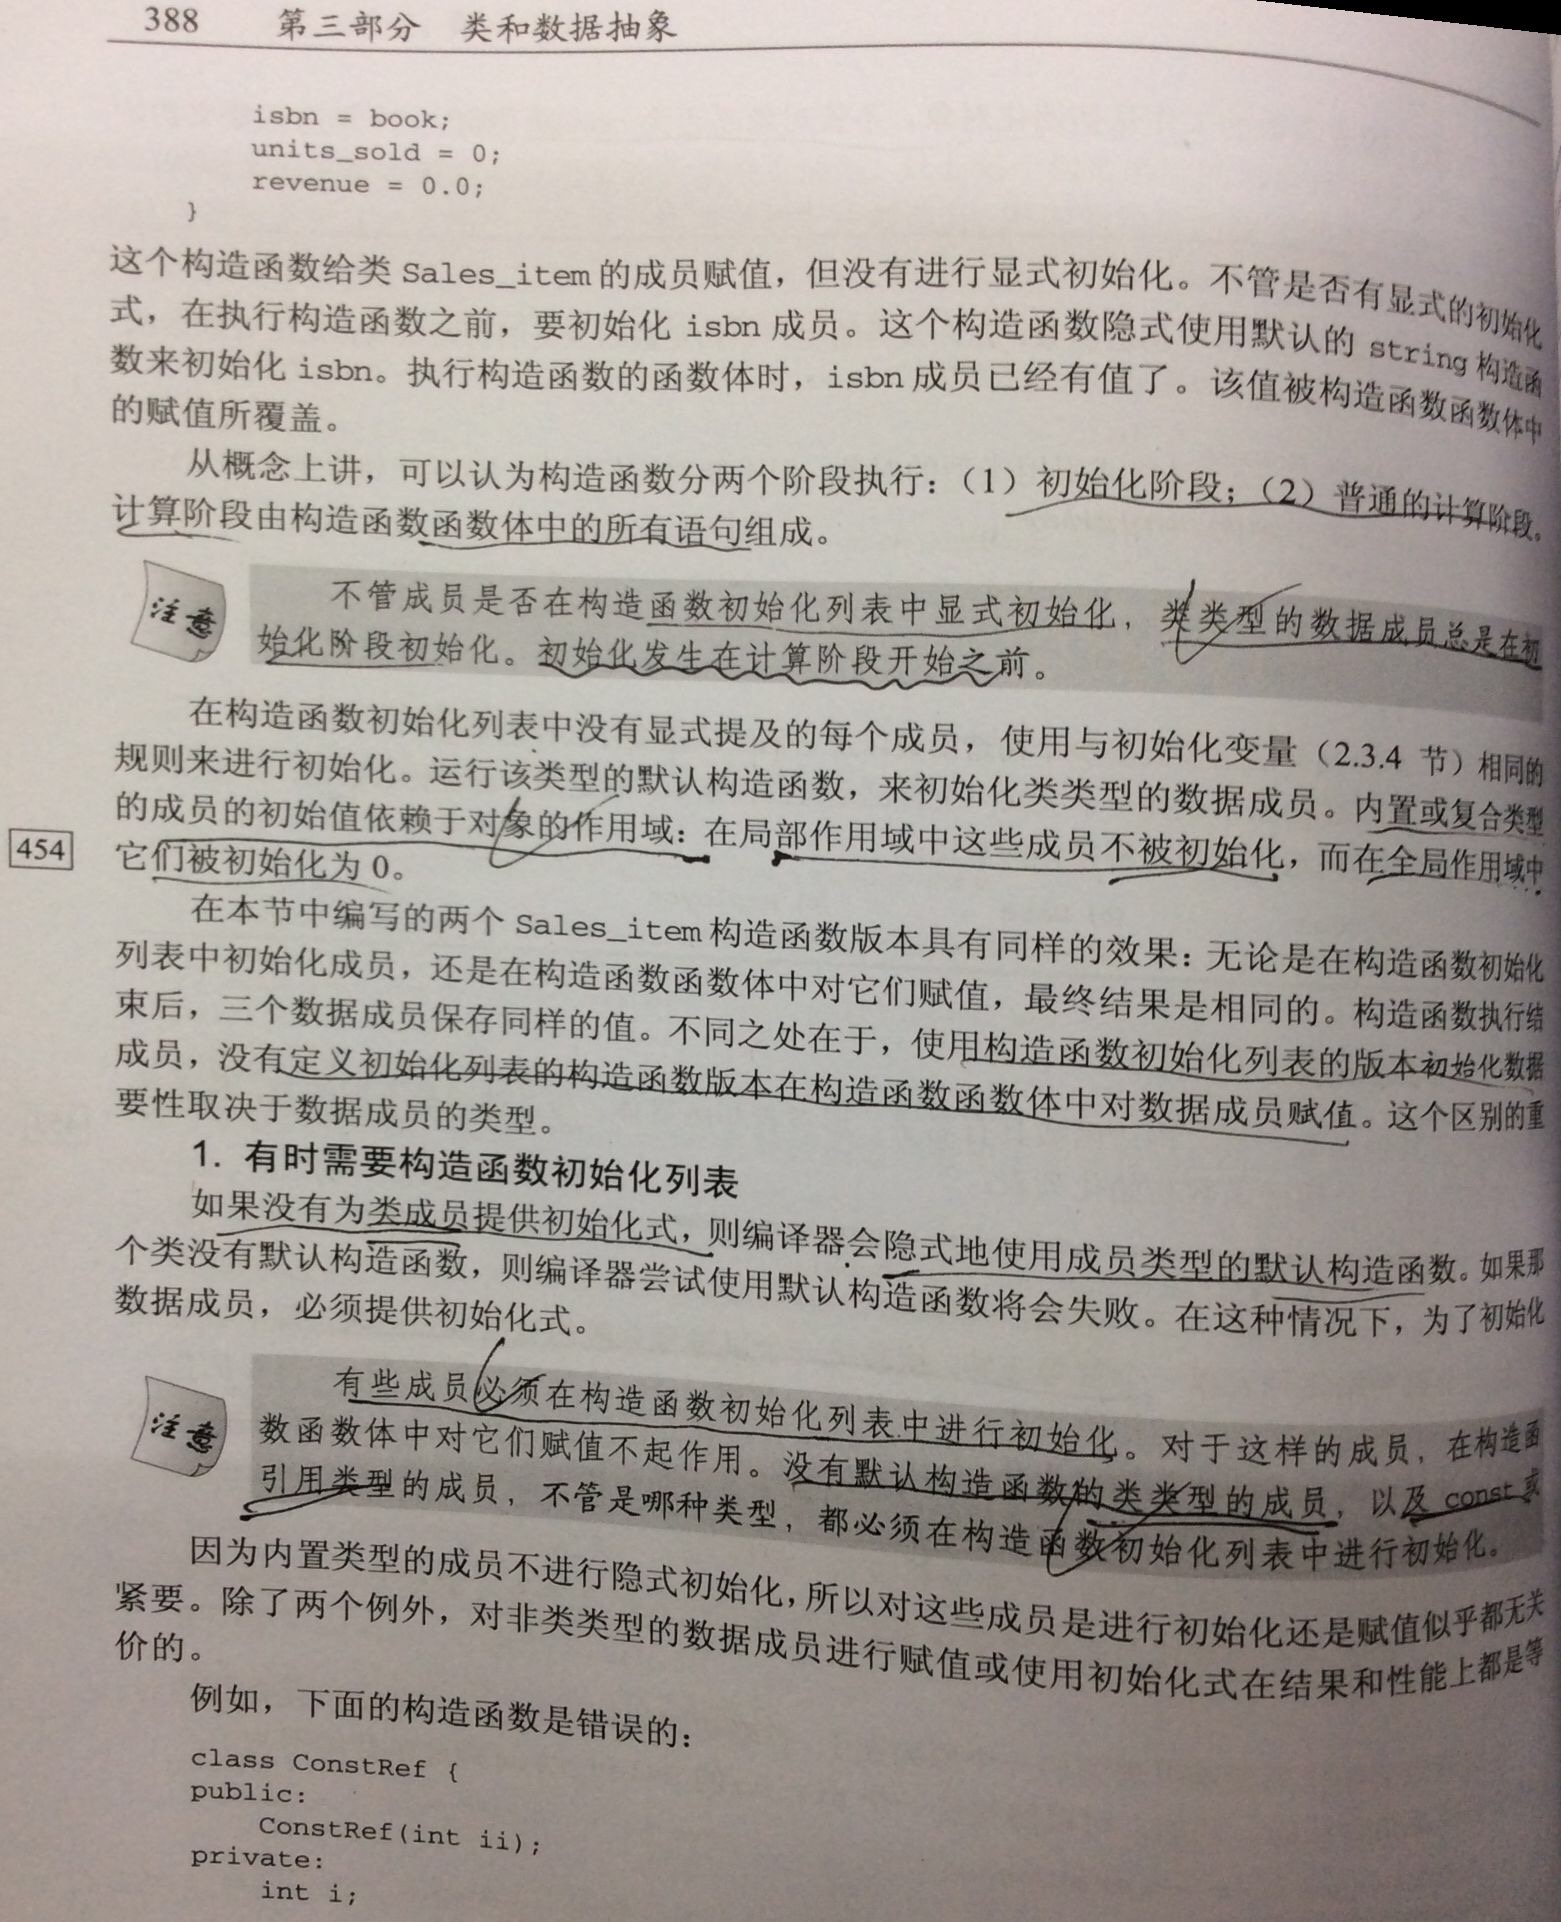 388 第三部分 类和数据抽象
isbn = book;
units_sold = 0;
revenue = 0.0;
}
这个构造函数给类 Sales_item 的成员赋值，但没有进行显式初始化。不管是否有显式的初始化
式，在执行构造函数之前，要初始化 isbn 成员。这个构造函数隐式使用默认的 string 构造函
数来初始化 isbn。执行构造函数的函数体时，isbn 成员已经有值了。该值被构造函数函数体中
的赋值所覆盖。
从概念上讲，可以认为构造函数分两个阶段执行：（1）初始化阶段；（2）普通的计算阶段。
计算阶段由构造函数函数体中的所有语句组成。
注意
不管成员是否在构造函数初始化列表中显式初始化，类类型的数据成员总是在初
始化阶段初始化。初始化发生在计算阶段开始之前。
在构造函数初始化列表中没有显式提及的每个成员，使用与初始化变量（2.3.4 节）相同的
规则来进行初始化。运行该类型的默认构造函数，来初始化类类型的数据成员。内置或复合类型
的成员的初始值依赖于对象的作用域：在局部作用域中这些成员不被初始化，而在全局作用域中
454
它们被初始化为 0。
在本节中编写的两个 Sales_item 构造函数版本具有同样的效果：无论是在构造函数初始化
列表中初始化成员，还是在构造函数函数体中对它们赋值，最终结果是相同的。构造函数执行结
束后，三个数据成员保存同样的值。不同之处在于，使用构造函数初始化列表的版本初始化数据
成员，没有定义初始化列表的构造函数版本在构造函数函数体中对数据成员赋值。这个区别的重
要性取决于数据成员的类型。
1. 有时需要构造函数初始化列表
如果没有为类成员提供初始化式，则编译器会隐式地使用成员类型的默认构造函数。如果那
个类没有默认构造函数，则编译器尝试使用默认构造函数将会失败。在这种情况下，为了初始化
数据成员，必须提供初始化式。
注意
有些成员必须在构造函数初始化列表中进行初始化。对于这样的成员，在构造函
数函数体中对它们赋值不起作用。没有默认构造函数的类类型的成员，以及 const 或
引用类型的成员，不管是哪种类型，都必须在构造函数初始化列表中进行初始化。
因为内置类型的成员不进行隐式初始化，所以对这些成员是进行初始化还是赋值似乎都无关
紧要。除了两个例外，对非类类型的数据成员进行赋值或使用初始化式在结果和性能上都是等
价的。
例如，下面的构造函数是错误的：
class ConstRef {
public:
ConstRef(int ii);
private:
int i;